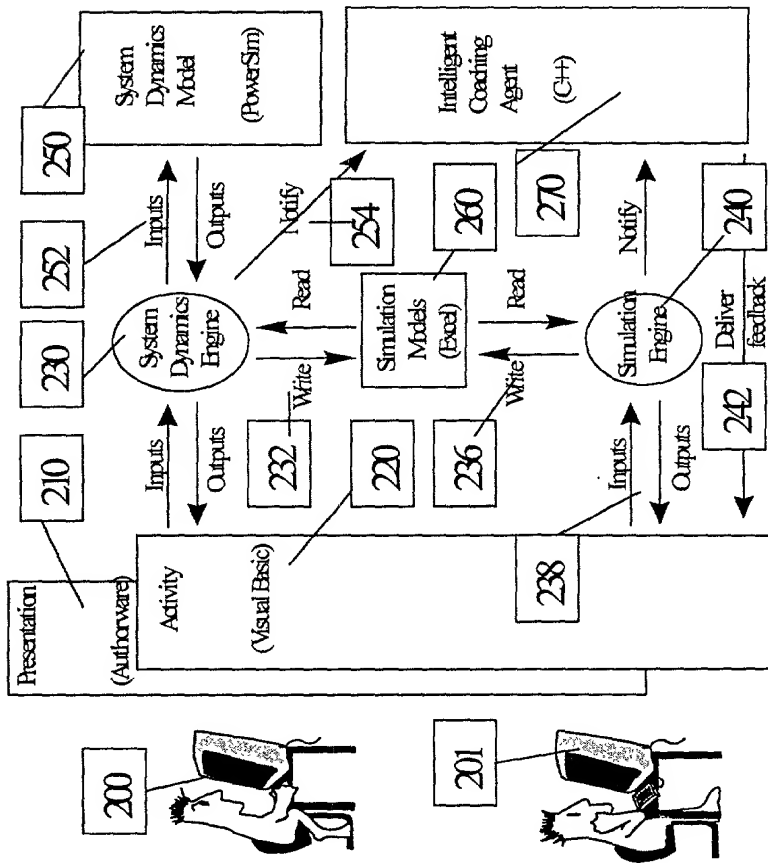 201
200
Presentation
(Authorware)
Activity
(Visual Basic)
210
220
238
Inputs
Outputs
Inputs
Outputs
232
Write
236
Write
242
Deliver
feedback
230
System
Dynamics
Engine
Simulation
Models
(Excel)
Simulation
Engine
Read
Read
252
Inputs
Outputs
Notify
254
260
Notify
240
250
270
System
Dynamics
Model
(PowerSim)
Intelligent
Coaching
Agent
(C++)